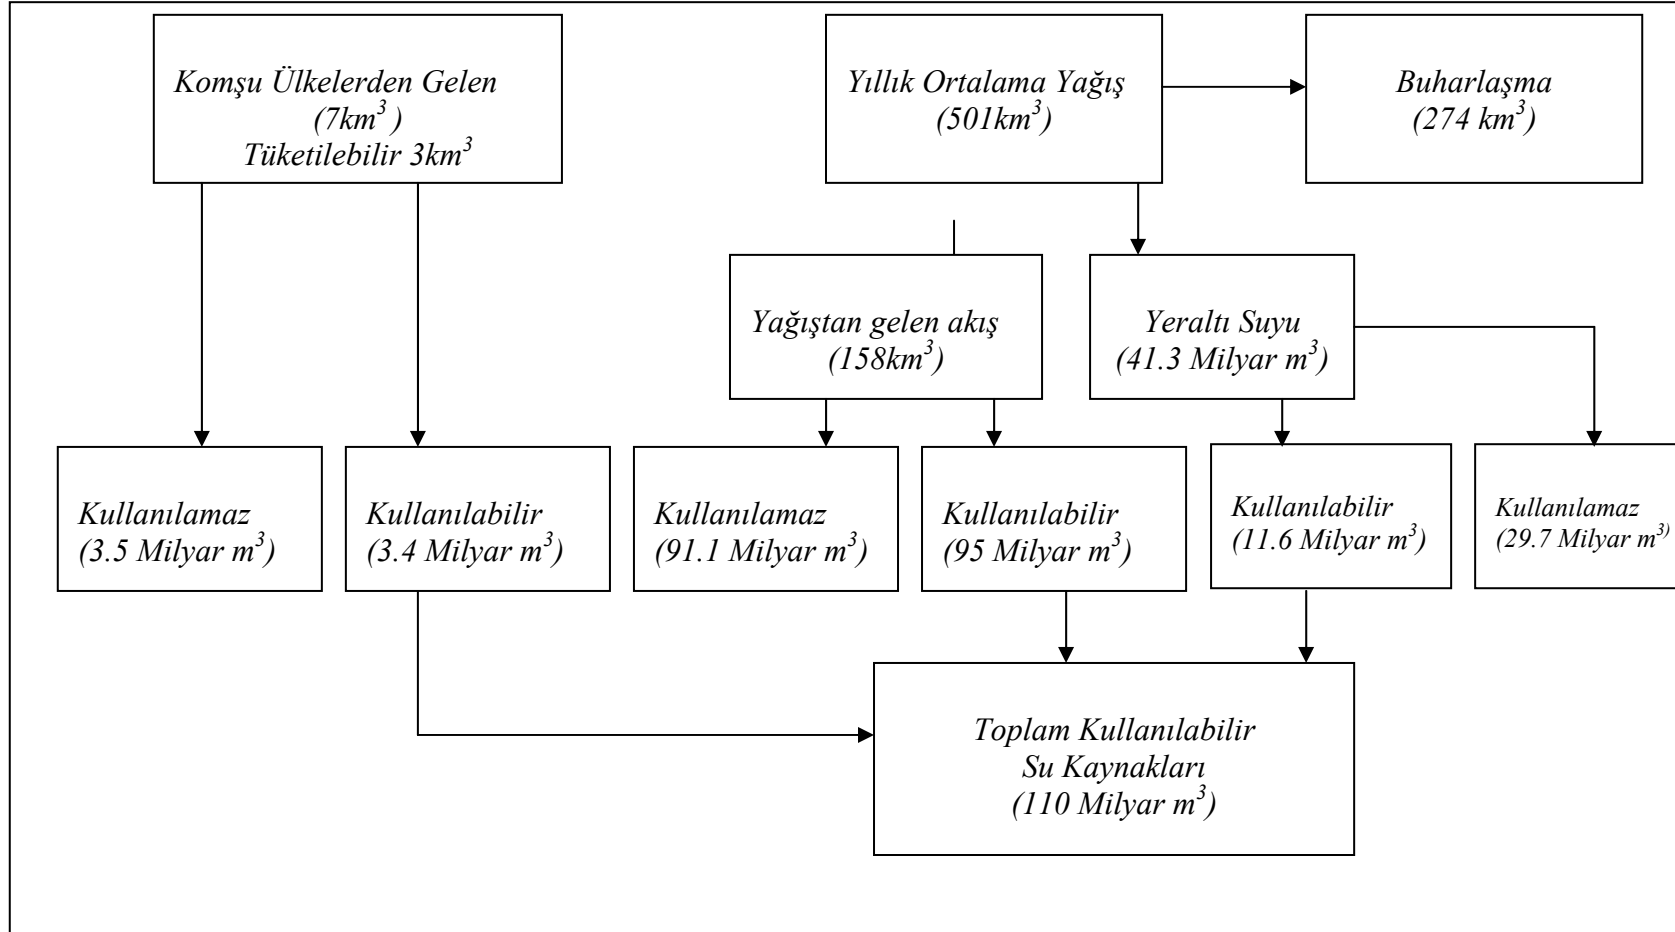 Komşu Ülkelerden Gelen
(7km³ )
Tüketilebilir 3km³
Yıllık Ortalama Yağış
(501km³)
Buharlaşma
(274 km³)
Yağıştan gelen akış
(158km³)
Yeraltı Suyu
(41.3 Milyar m³)
Kullanılamaz
(3.5 Milyar m³)
Kullanılabilir
(3.4 Milyar m³)
Kullanılamaz
(91.1 Milyar m³)
Kullanılabilir
(95 Milyar m³)
Kullanılabilir
(11.6 Milyar m³)
Kullanılamaz
(29.7 Milyar m³⁾
Toplam Kullanılabilir
Su Kaynakları
(110 Milyar m³)